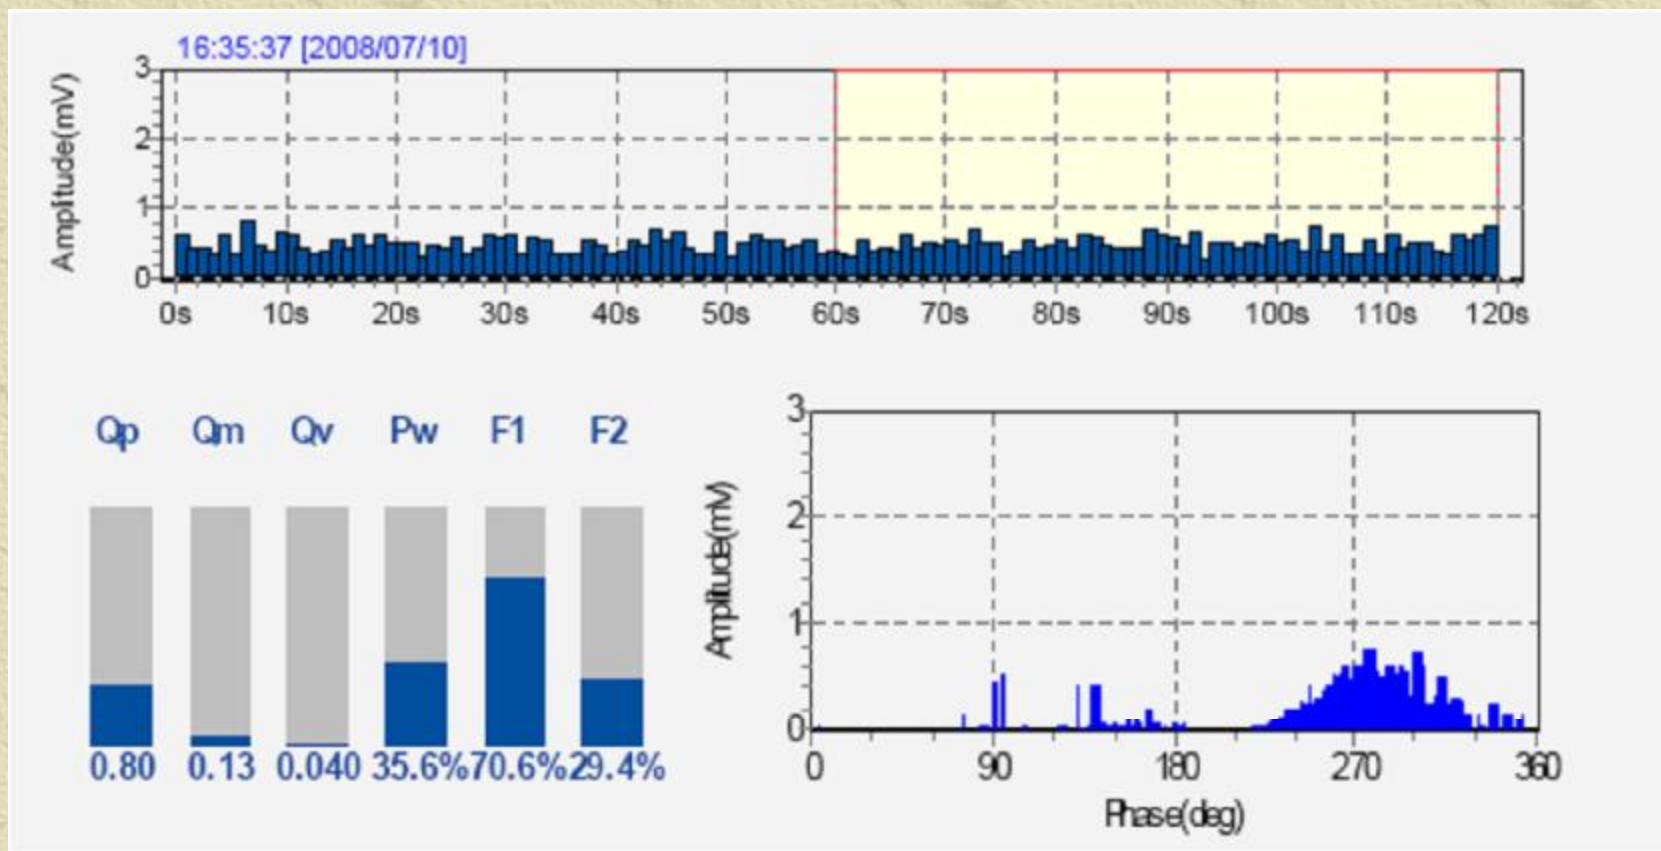 16:35:37 [2008/07/10]
Amplitude(mV)
3
2
1
0
0s 10s 20s 30s 40s 50s 60s 70s 80s 90s 100s 110s 120s
Qp Qm Qv Pw F1 F2
0.80 0.13 0.040 35.6% 70.6% 29.4%
Amplitude(mV)
3
2
1
0
0 90 180 270 360
Phase(deg)